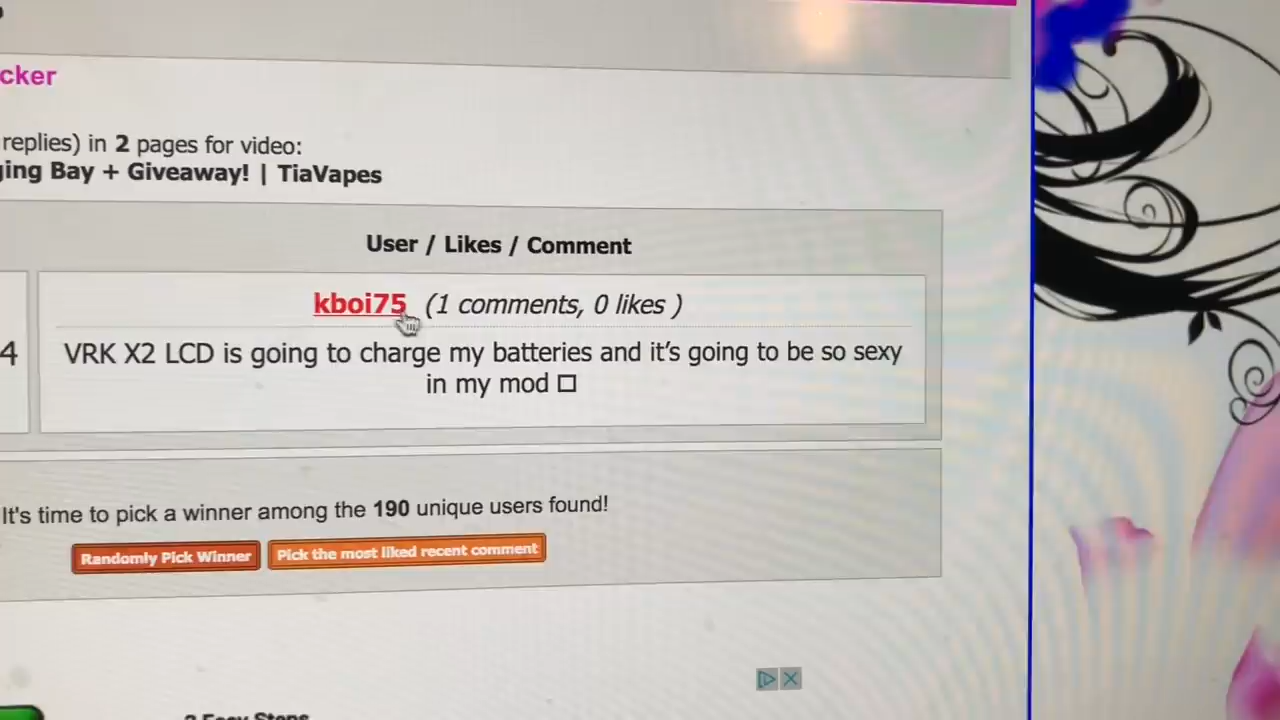 cker
replies) in 2 pages for video:
ging Bay + Giveaway! | TiaVapes
User / Likes / Comment
kboi75 (1 comments, 0 likes )
4
VRK X2 LCD is going to charge my batteries and it's going to be so sexy
in my mod □
It's time to pick a winner among the 190 unique users found!
Randomly Pick Winner
Pick the most liked recent comment
3 Easy Steps